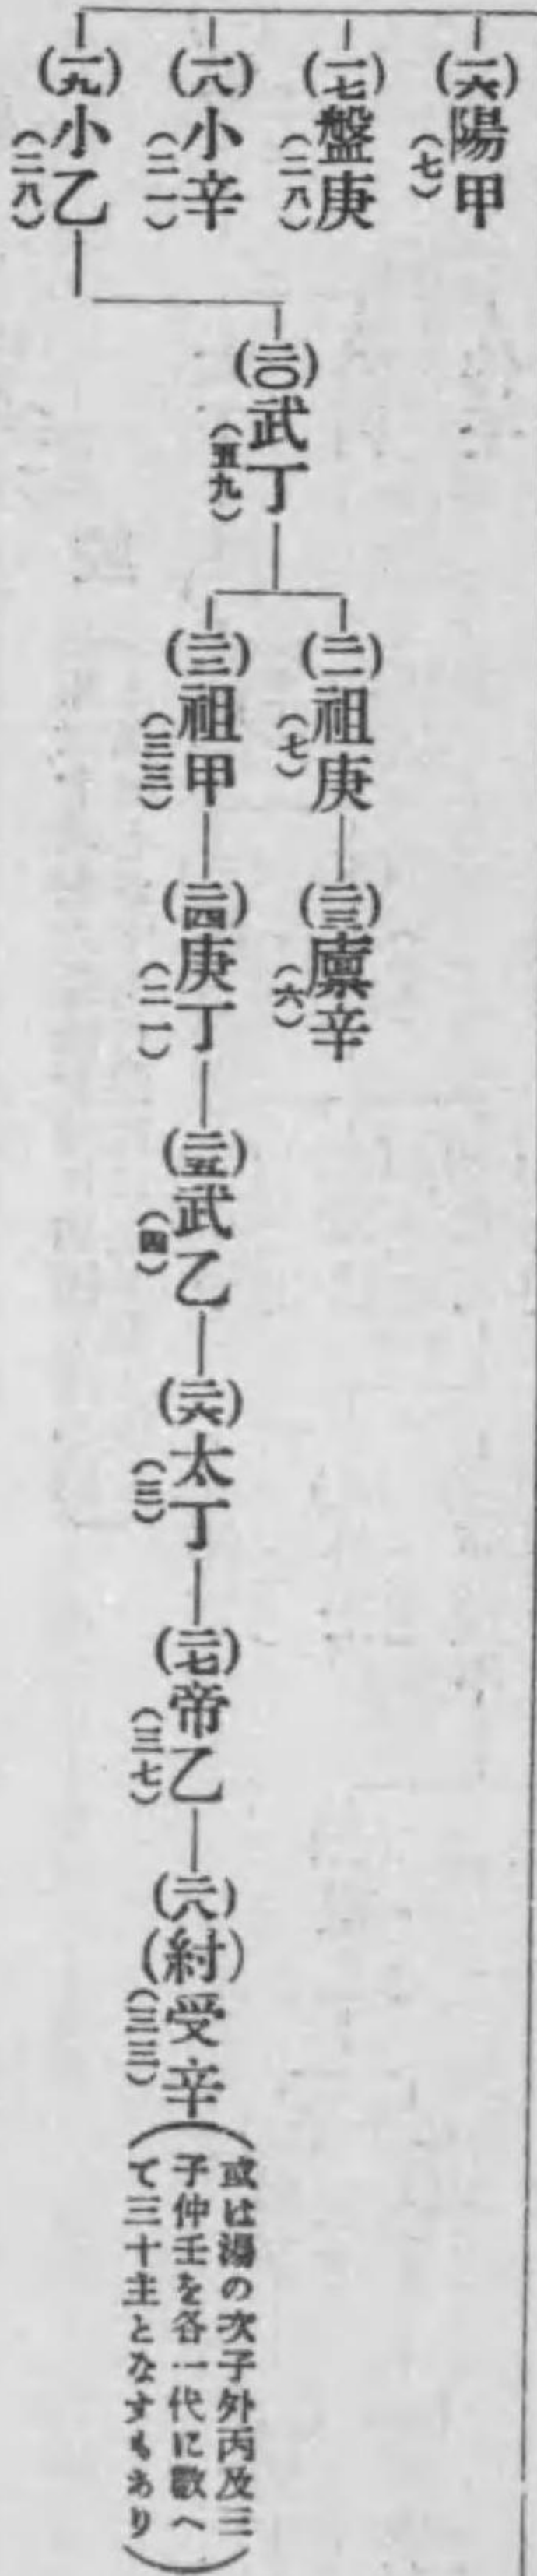 (一六)陽甲
(七)
(一七)盤庚
(二八)
(一八)小辛
(二一)
(一九)小乙
(二八)
(二〇)武丁
(五九)
(二一)祖庚
(七)
(二三)廩辛
(六)
(二二)祖甲
(三三)
(二四)庚丁
(二一)
(二五)武乙
(四)
(二六)太丁
(三)
(二七)帝乙
(三七)
(二八)(紂)受辛
(三三)
(或は湯の次子外丙及三
子仲壬を各一代に数へ
て三十主となすもあり)